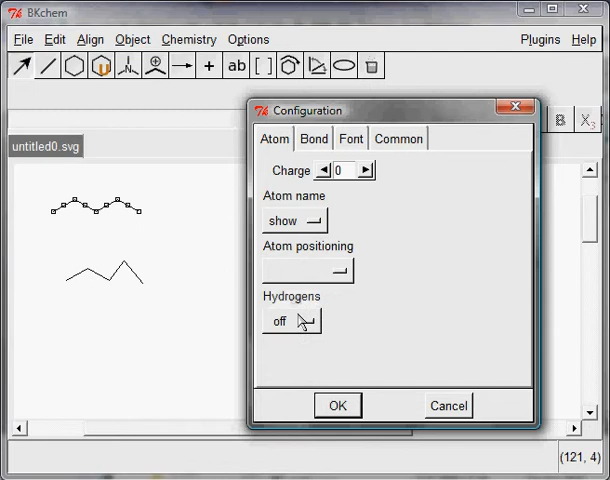 BKchem
File Edit Align Object Chemistry Options Plugins Help
N + ab [ ]
Configuration
B X3
Atom Bond Font Common
untitled0.svg
Charge 0
Atom name
show
Atom positioning
Hydrogens
off
OK Cancel
(121, 4)